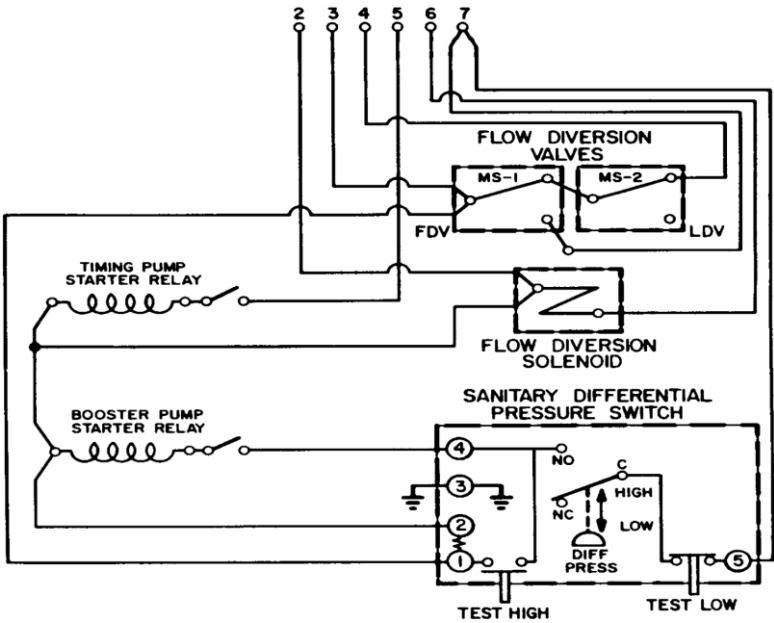 2 3 4 5 6 7
FLOW DIVERSION
VALVES
MS-1 MS-2
FDV LDV
TIMING PUMP
STARTER RELAY
FLOW DIVERSION
SOLENOID
SANITARY DIFFERENTIAL
PRESSURE SWITCH
BOOSTER PUMP
STARTER RELAY
4 NO C
3 HIGH
NC
2 LOW
1 DIFF 5
PRESS
TEST HIGH TEST LOW